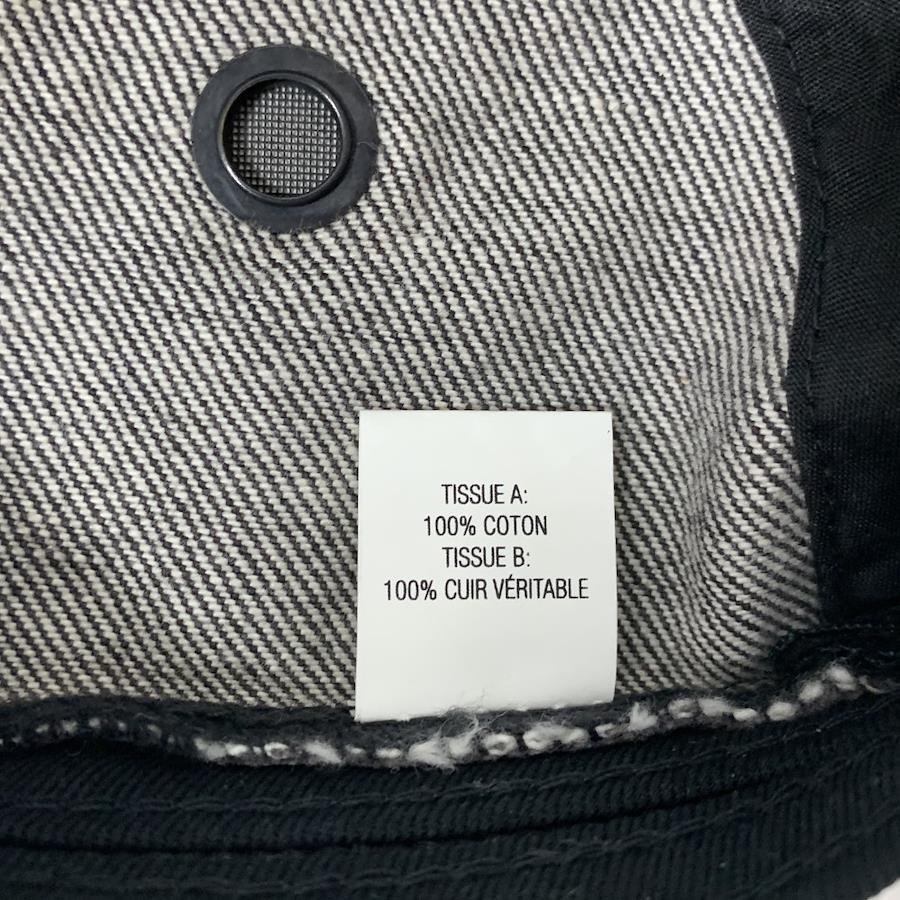 TISSUE A:
100% COTON
TISSUE B:
100% CUIR VÉRITABLE